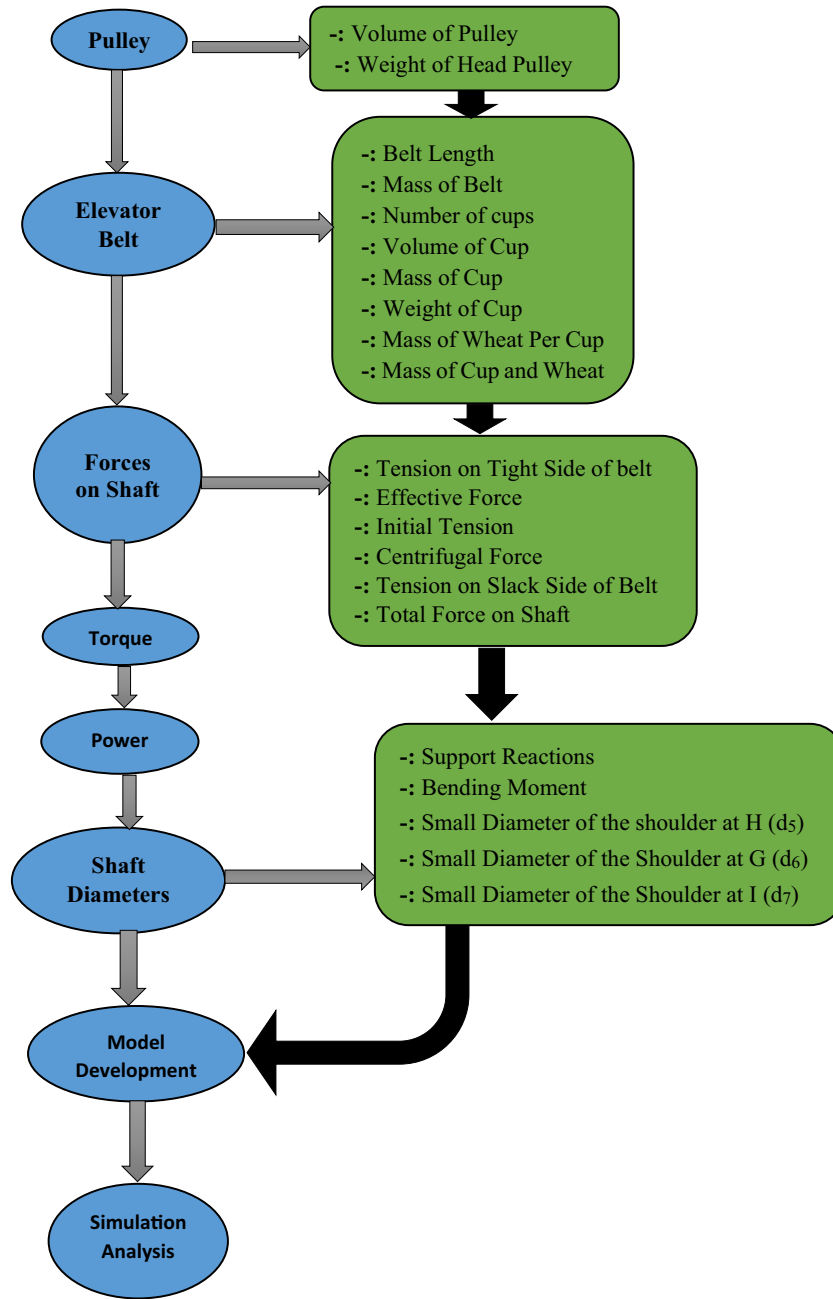 Pulley
-: Volume of Pulley
-: Weight of Head Pulley
Elevator
Belt
-: Belt Length
-: Mass of Belt
-: Number of cups
-: Volume of Cup
-: Mass of Cup
-: Weight of Cup
-: Mass of Wheat Per Cup
-: Mass of Cup and Wheat
Forces
on Shaft
-: Tension on Tight Side of belt
-: Effective Force
-: Initial Tension
-: Centrifugal Force
-: Tension on Slack Side of Belt
-: Total Force on Shaft
Torque
Power
Shaft
Diameters
-: Support Reactions
-: Bending Moment
-: Small Diameter of the shoulder at H (d₅)
-: Small Diameter of the Shoulder at G (d₆)
-: Small Diameter of the Shoulder at I (d₇)
Model
Development
Simulation
Analysis